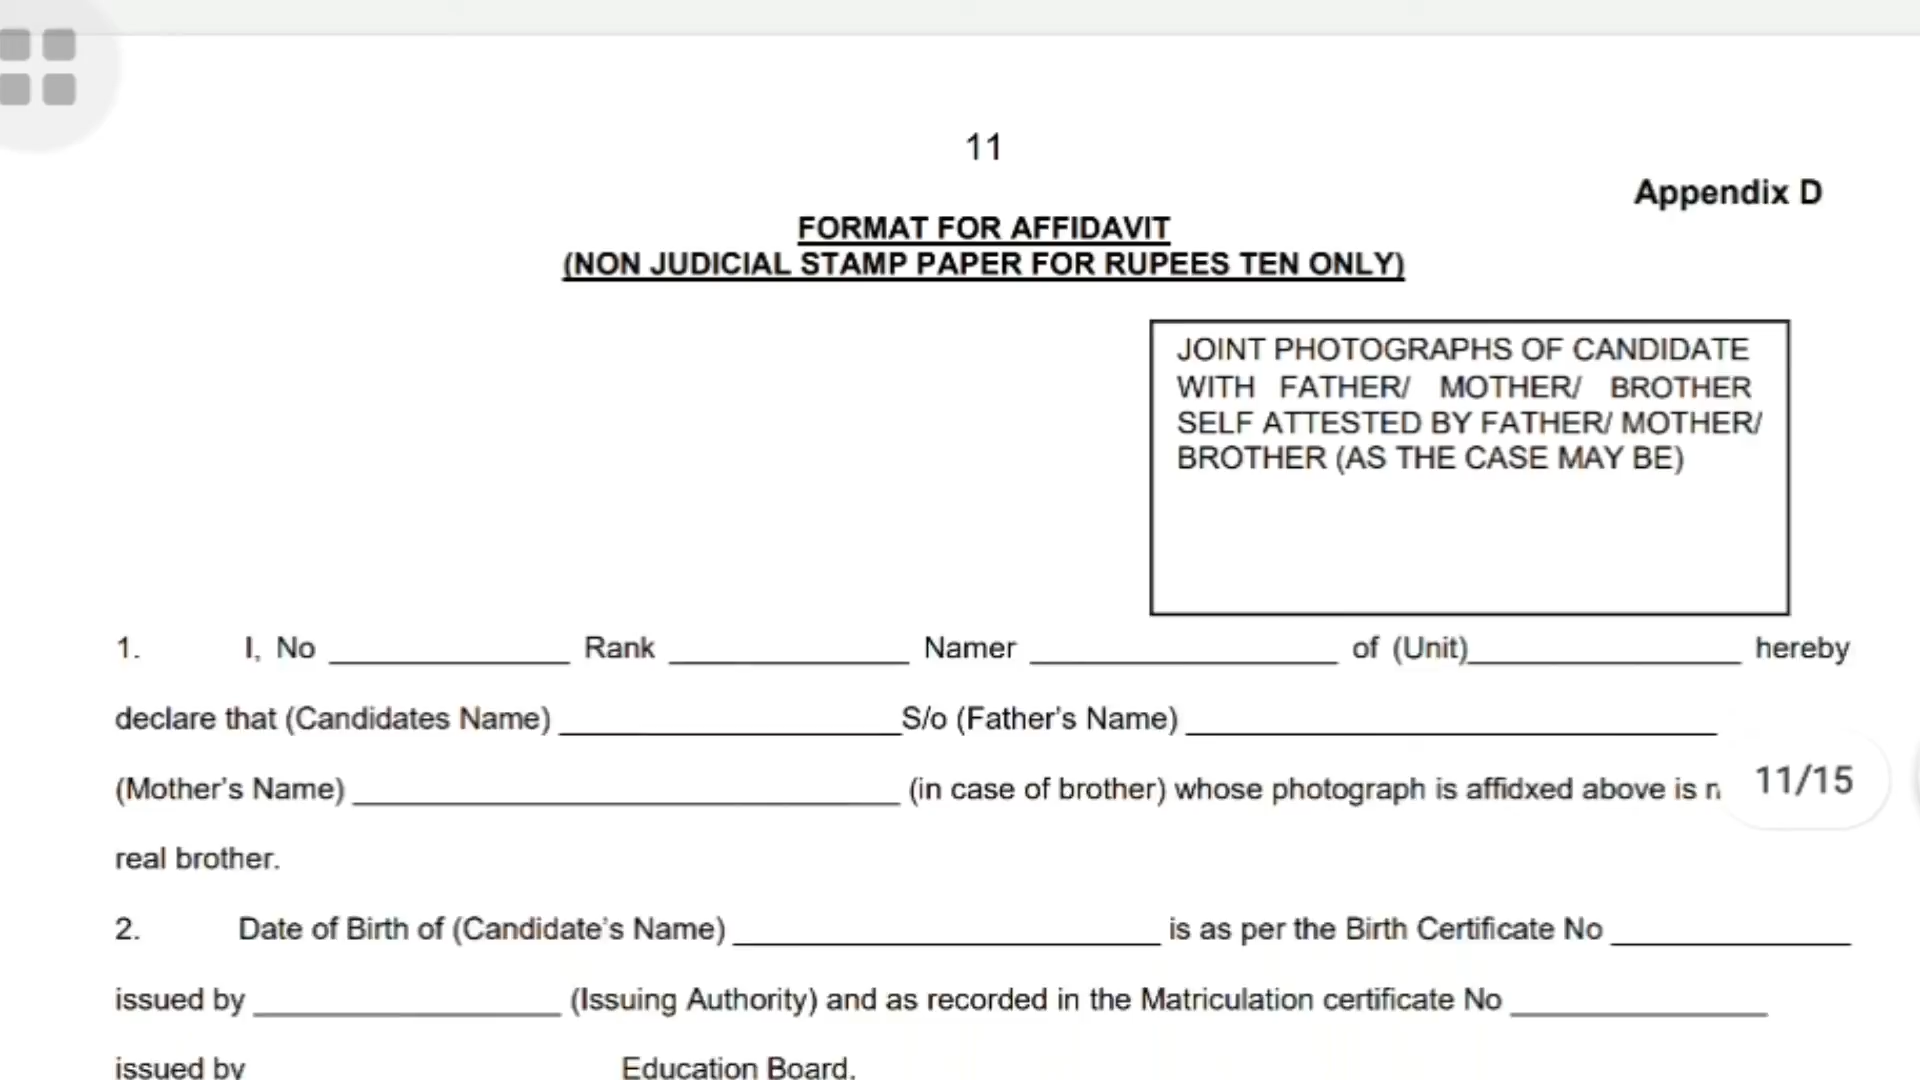 11
Appendix D
FORMAT FOR AFFIDAVIT
(NON JUDICIAL STAMP PAPER FOR RUPEES TEN ONLY)
JOINT PHOTOGRAPHS OF CANDIDATE
WITH FATHER/ MOTHER/ BROTHER
SELF ATTESTED BY FATHER/ MOTHER/
BROTHER (AS THE CASE MAY BE)
1. I, No ______________ Rank ______________ Namer __________________ of (Unit)________________ hereby
declare that (Candidates Name) ____________________S/o (Father's Name) _______________________________
(Mother's Name) ________________________________ (in case of brother) whose photograph is affidxed above is
11/15
real brother.
2. Date of Birth of (Candidate's Name) _________________________ is as per the Birth Certificate No ______________
issued by __________________ (Issuing Authority) and as recorded in the Matriculation certificate No _______________
issued by Education Board.